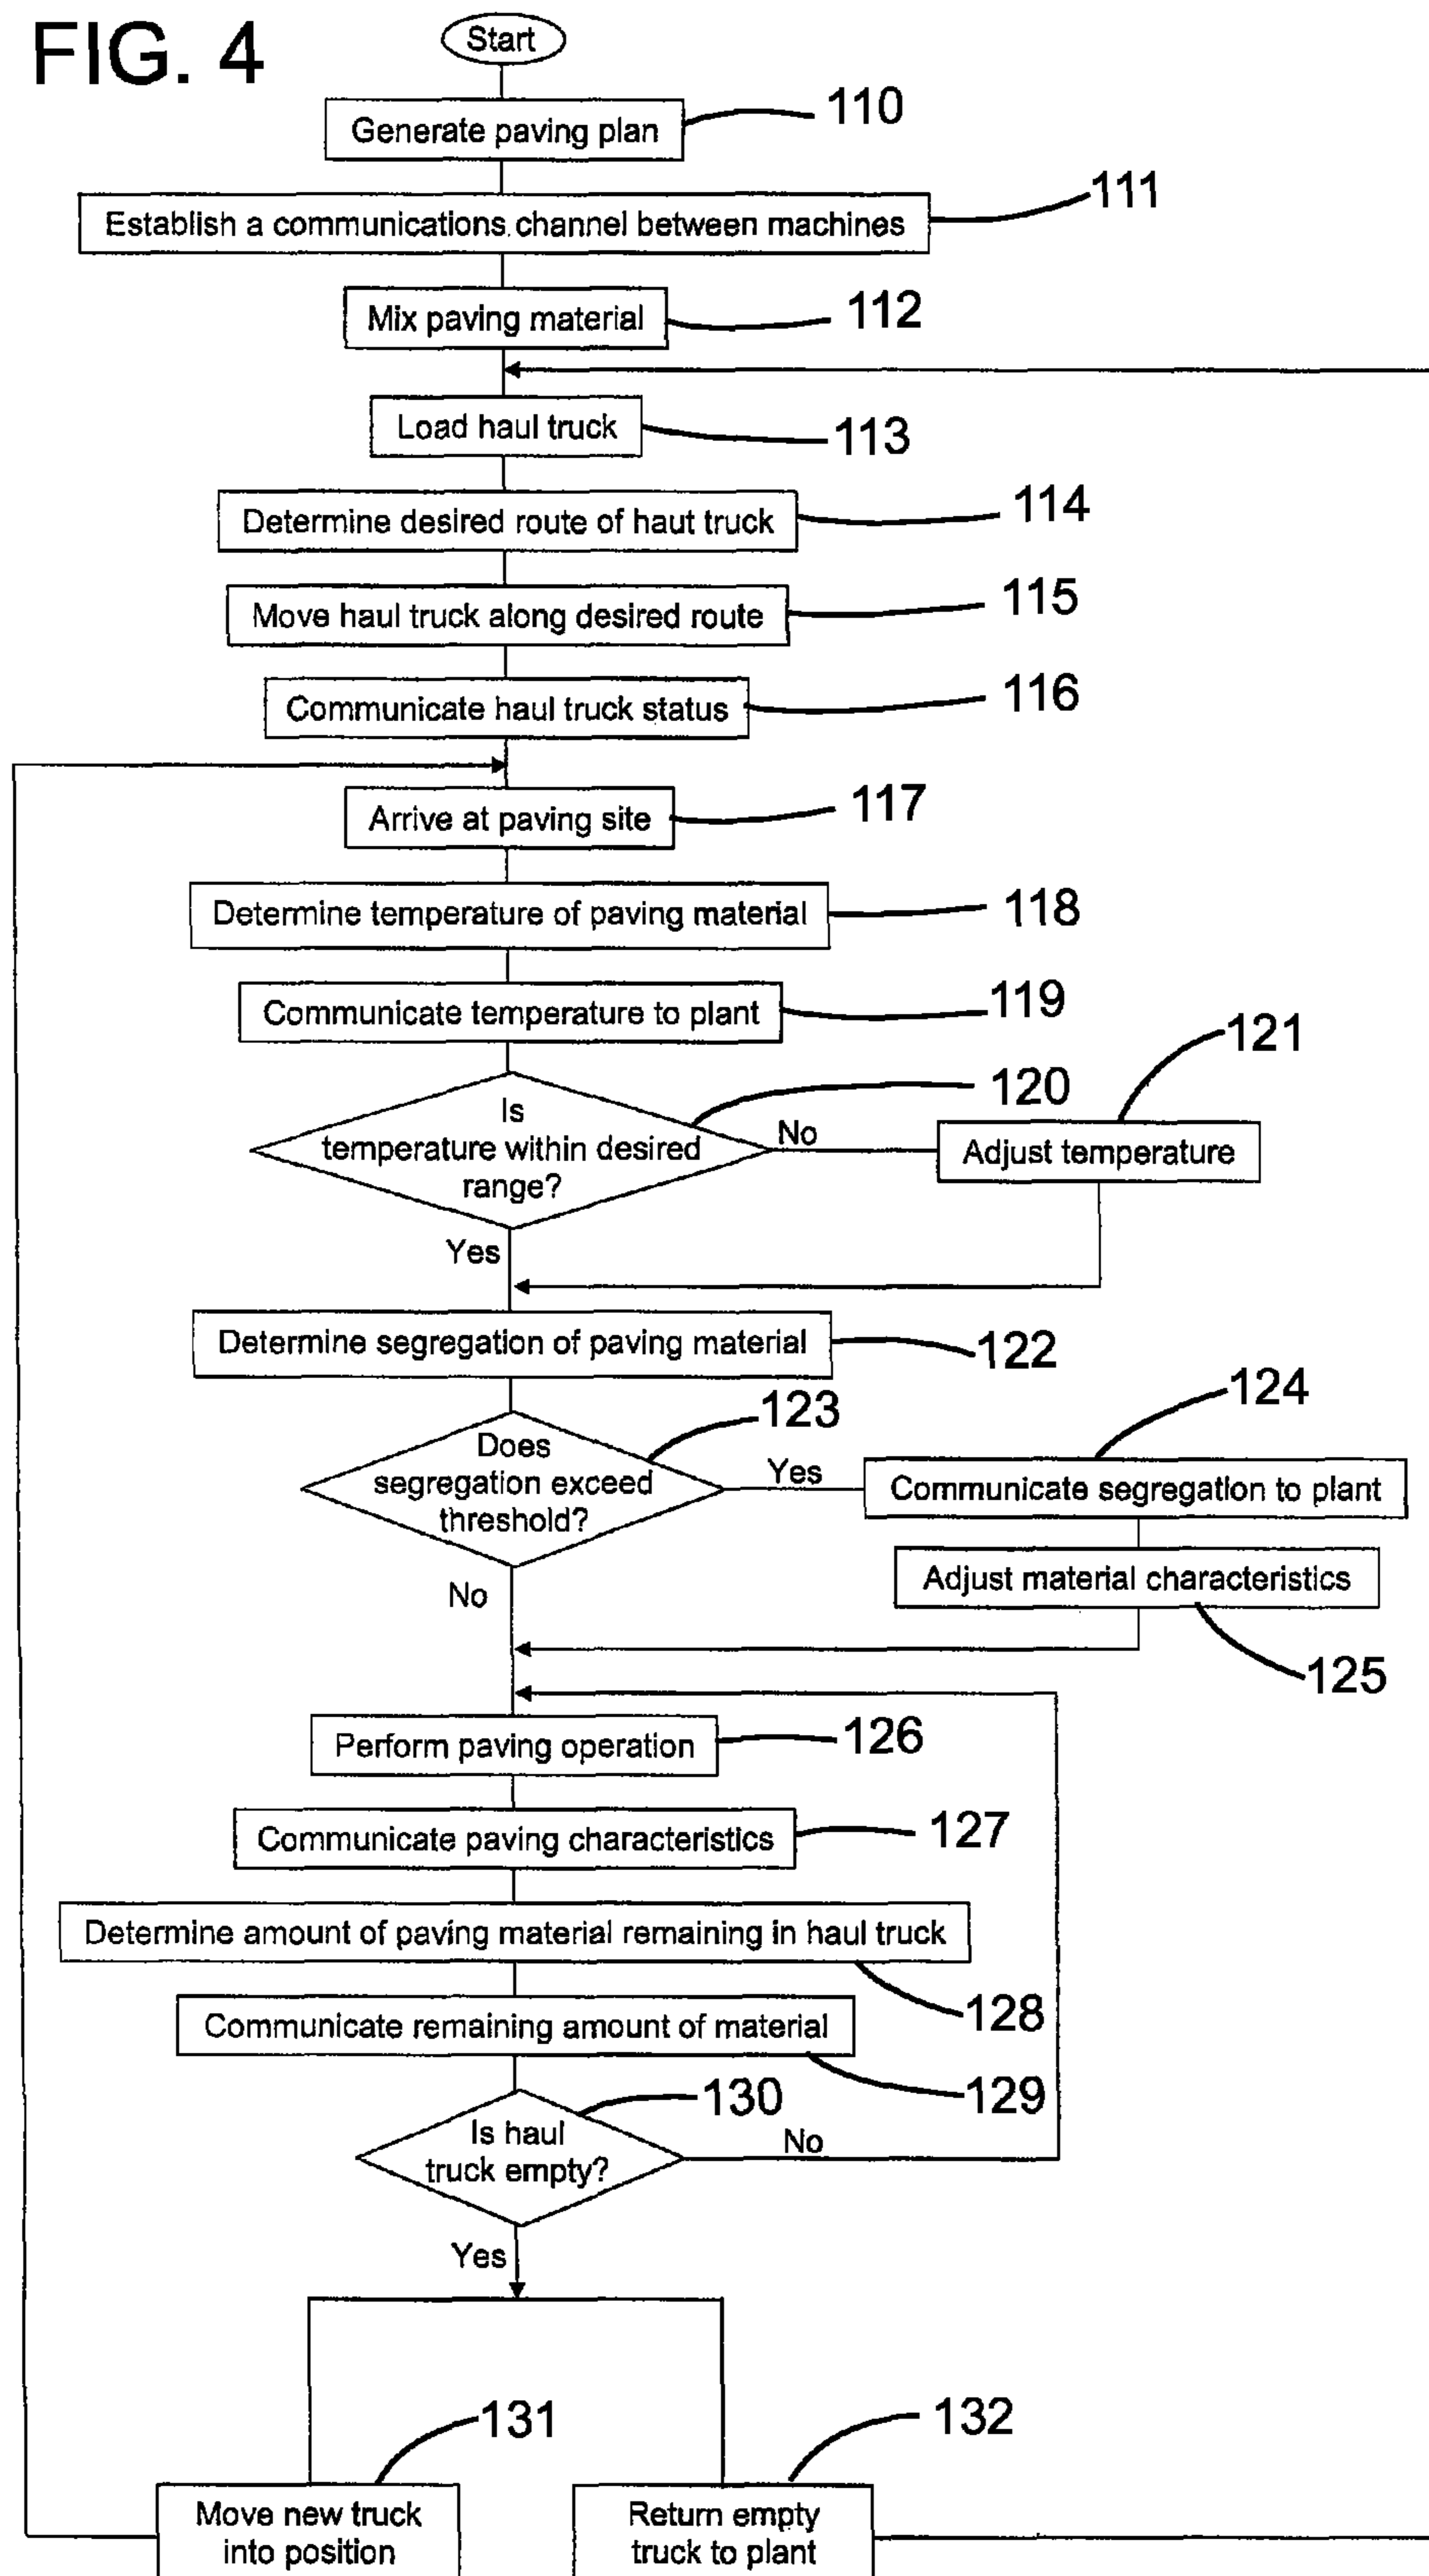 FIG. 4
Start
Generate paving plan
110
Establish a communications channel between machines
111
Mix paving material
112
Load haul truck
113
Determine desired route of haut truck
114
Move haul truck along desired route
115
Communicate haul truck status
116
Arrive at paving site
117
Determine temperature of paving material
118
Communicate temperature to plant
119
Is
temperature within desired
range?
120
No
Adjust temperature
121
Yes
Determine segregation of paving material
122
Does
segregation exceed
threshold?
123
Yes
Communicate segregation to plant
124
Adjust material characteristics
125
No
Perform paving operation
126
Communicate paving characteristics
127
Determine amount of paving material remaining in haul truck
128
Communicate remaining amount of material
129
Is haul
truck empty?
130
No
Yes
Move new truck
into position
131
Return empty
truck to plant
132